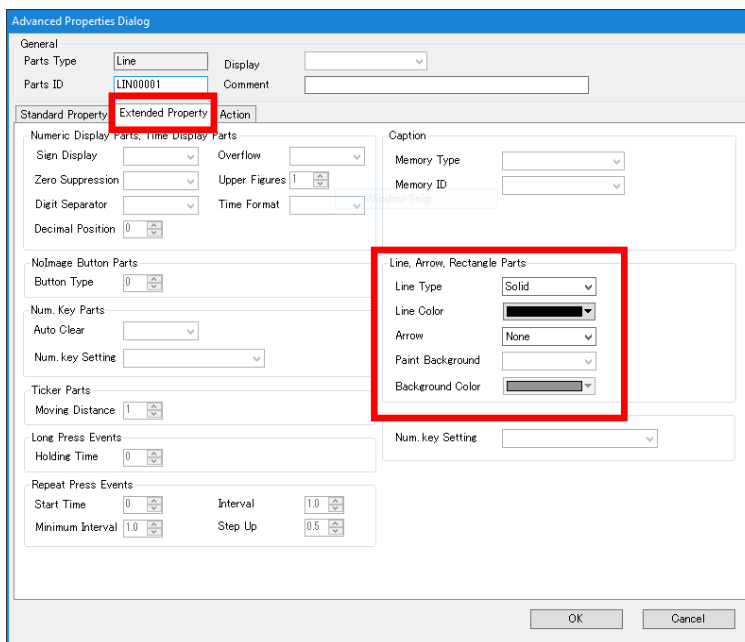 Advanced Properties Dialog
General
Parts Type Line Display
Parts ID LIN00001 Comment
Standard Property Extended Property Action
Numeric Display Parts, Time Display Parts
Sign Display Overflow
Zero Suppression Upper Figures 1
Digit Separator Time Format
Decimal Position 0
Caption
Memory Type
Memory ID
Window Snip
NoImage Button Parts
Button Type 0
Line, Arrow, Rectangle Parts
Line Type Solid
Line Color
Arrow None
Paint Background
Background Color
Num. Key Parts
Auto Clear
Num. key Setting
Ticker Parts
Moving Distance 1
Long Press Events
Holding Time 0
Num. key Setting
Repeat Press Events
Start Time 0 Interval 1.0
Minimum Interval 1.0 Step Up 0.5
OK Cancel